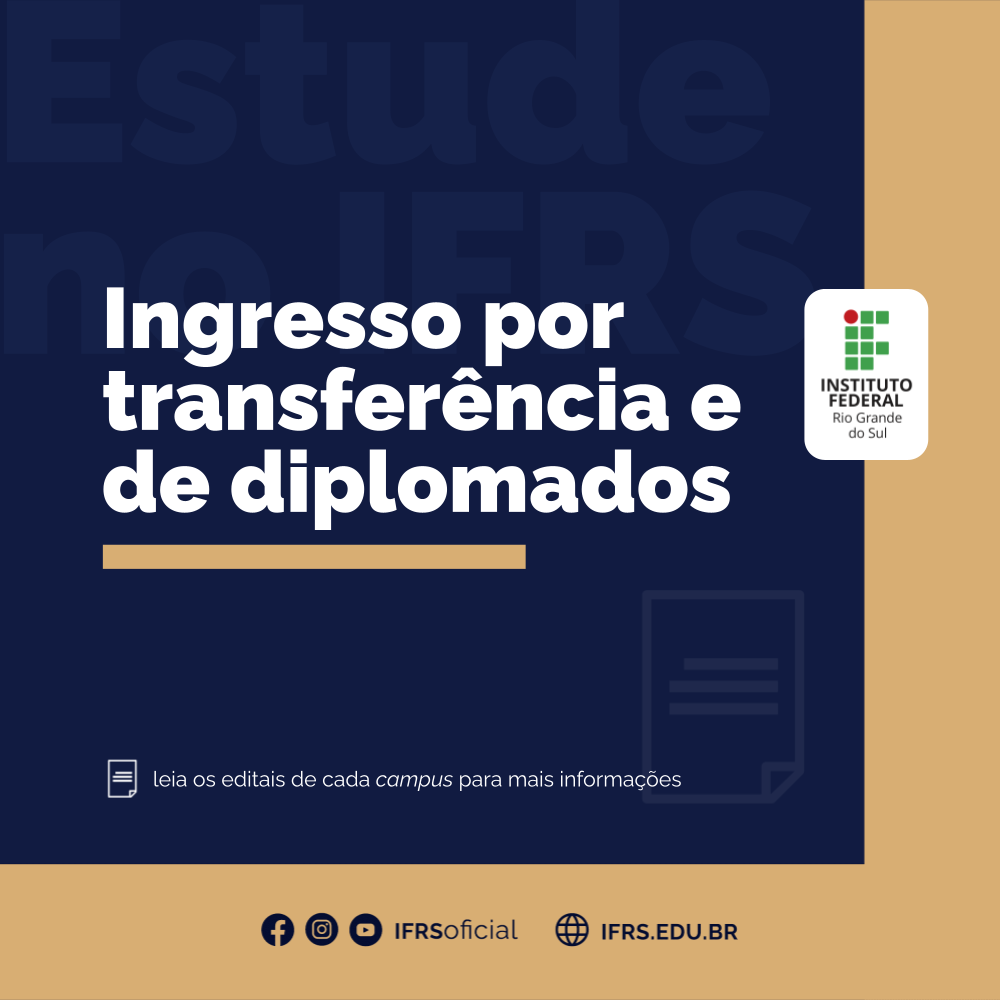 Estude
no IFRS
Ingresso por
transferência e
de diplomados
INSTITUTO
FEDERAL
Rio Grande
do Sul
leia os editais de cada campus para mais informações
IFRSoficial
IFRS.EDU.BR